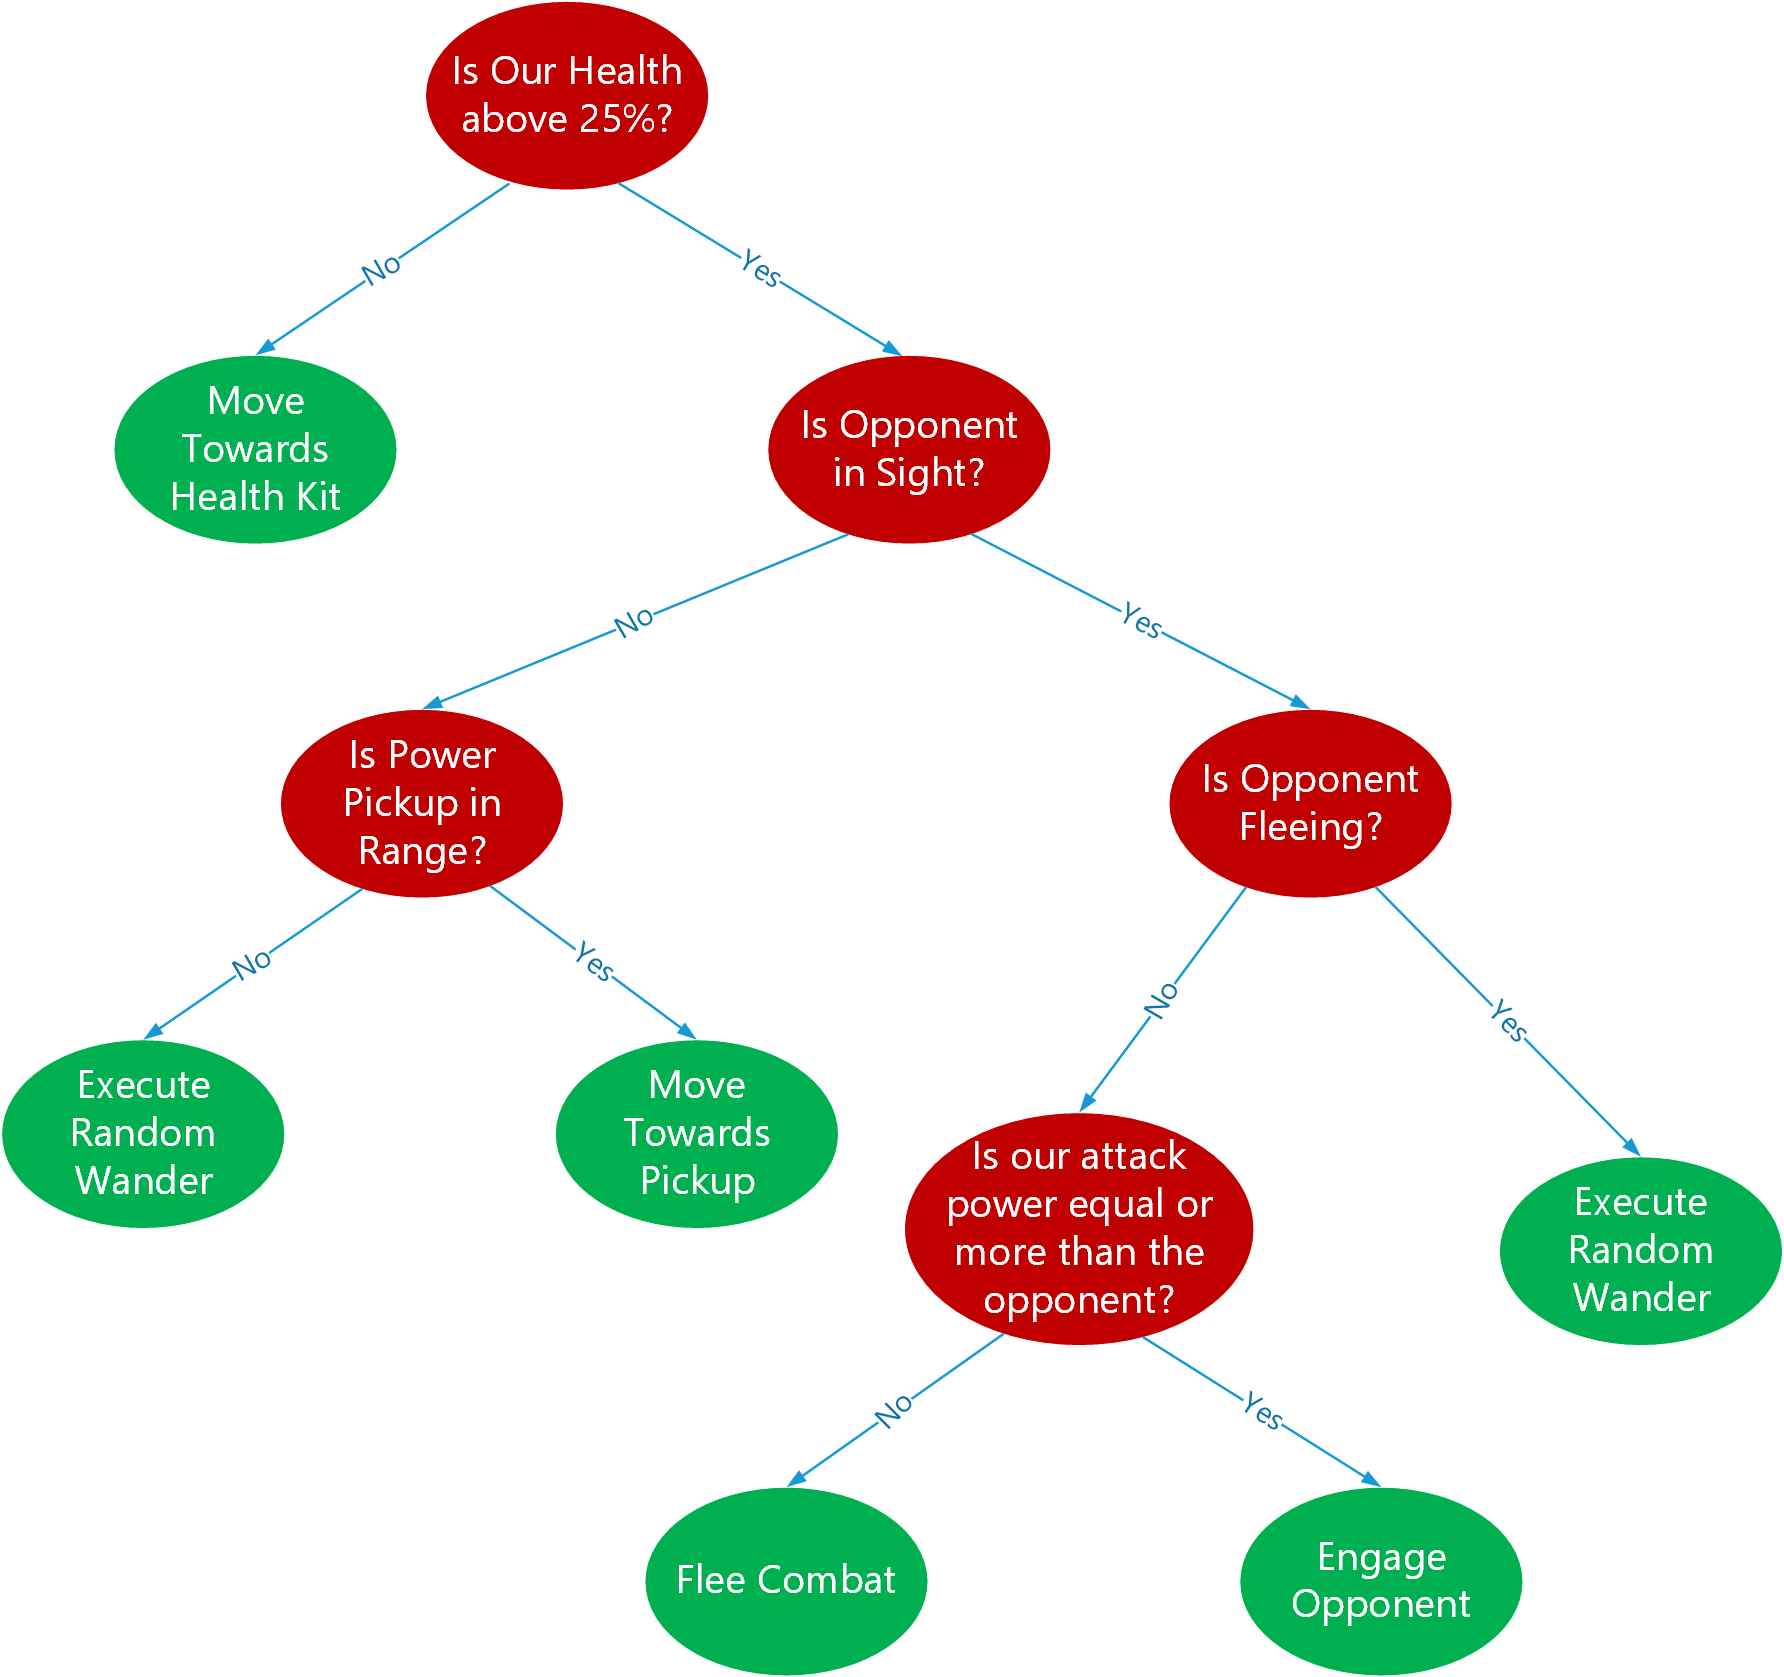 Is Our Health
above 25%?
No
Yes
Move
Towards
Health Kit
Is Opponent
in Sight?
No
Yes
Is Power
Pickup in
Range?
Is Opponent
Fleeing?
No
Yes
No
Yes
Execute
Random
Wander
Move
Towards
Pickup
Is our attack
power equal or
more than the
opponent?
Execute
Random
Wander
No
Yes
Flee Combat
Engage
Opponent